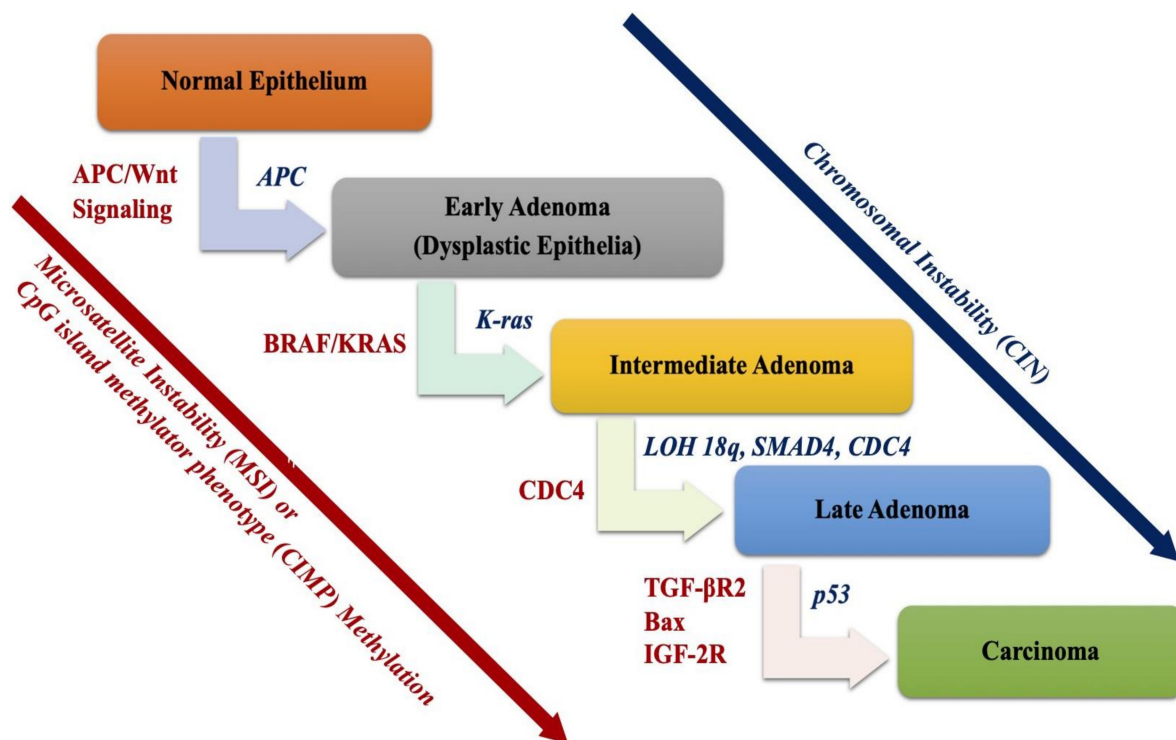 Normal Epithelium
APC/Wnt
Signaling
APC
Early Adenoma
(Dysplastic Epithelia)
BRAF/KRAS
K-ras
Intermediate Adenoma
CDC4
LOH 18q, SMAD4, CDC4
Late Adenoma
TGF-βR2
Bax
IGF-2R
p53
Carcinoma
Chromosomal Instability (CIN)
Microsatellite Instability (MSI) or
CpG island methylator phenotype (CIMP) Methylation